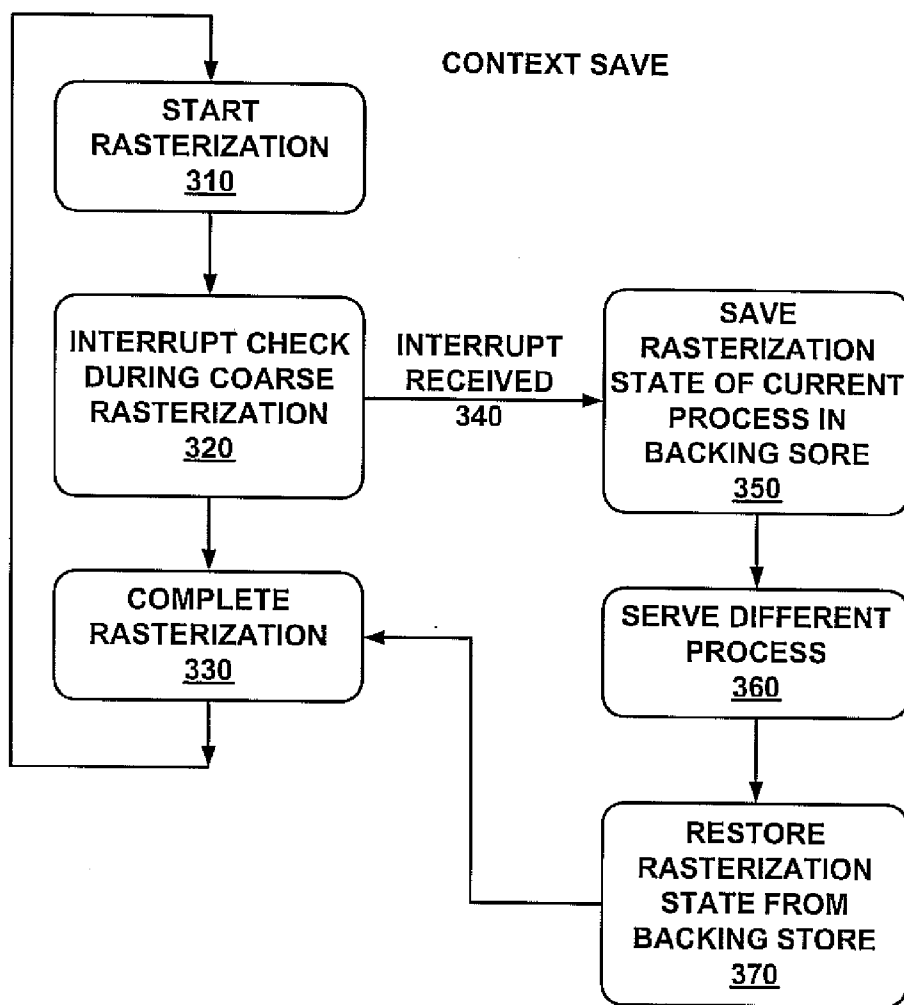 CONTEXT SAVE
START
RASTERIZATION
310
INTERRUPT CHECK
DURING COARSE
RASTERIZATION
320
INTERRUPT
RECEIVED
340
SAVE
RASTERIZATION
STATE OF CURRENT
PROCESS IN
BACKING SORE
350
COMPLETE
RASTERIZATION
330
SERVE DIFFERENT
PROCESS
360
RESTORE
RASTERIZATION
STATE FROM
BACKING STORE
370